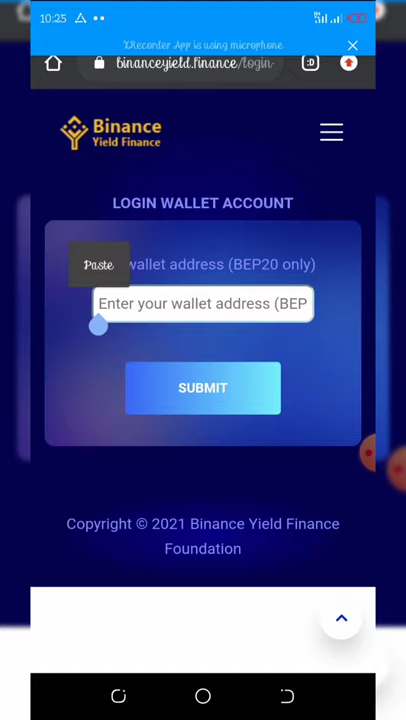 10:25
XRecorder App is using microphone
binanceyield.finance/login
:D
Binance
Yield Finance
LOGIN WALLET ACCOUNT
Paste
wallet address (BEP20 only)
Enter your wallet address (BEP
SUBMIT
Copyright © 2021 Binance Yield Finance
Foundation